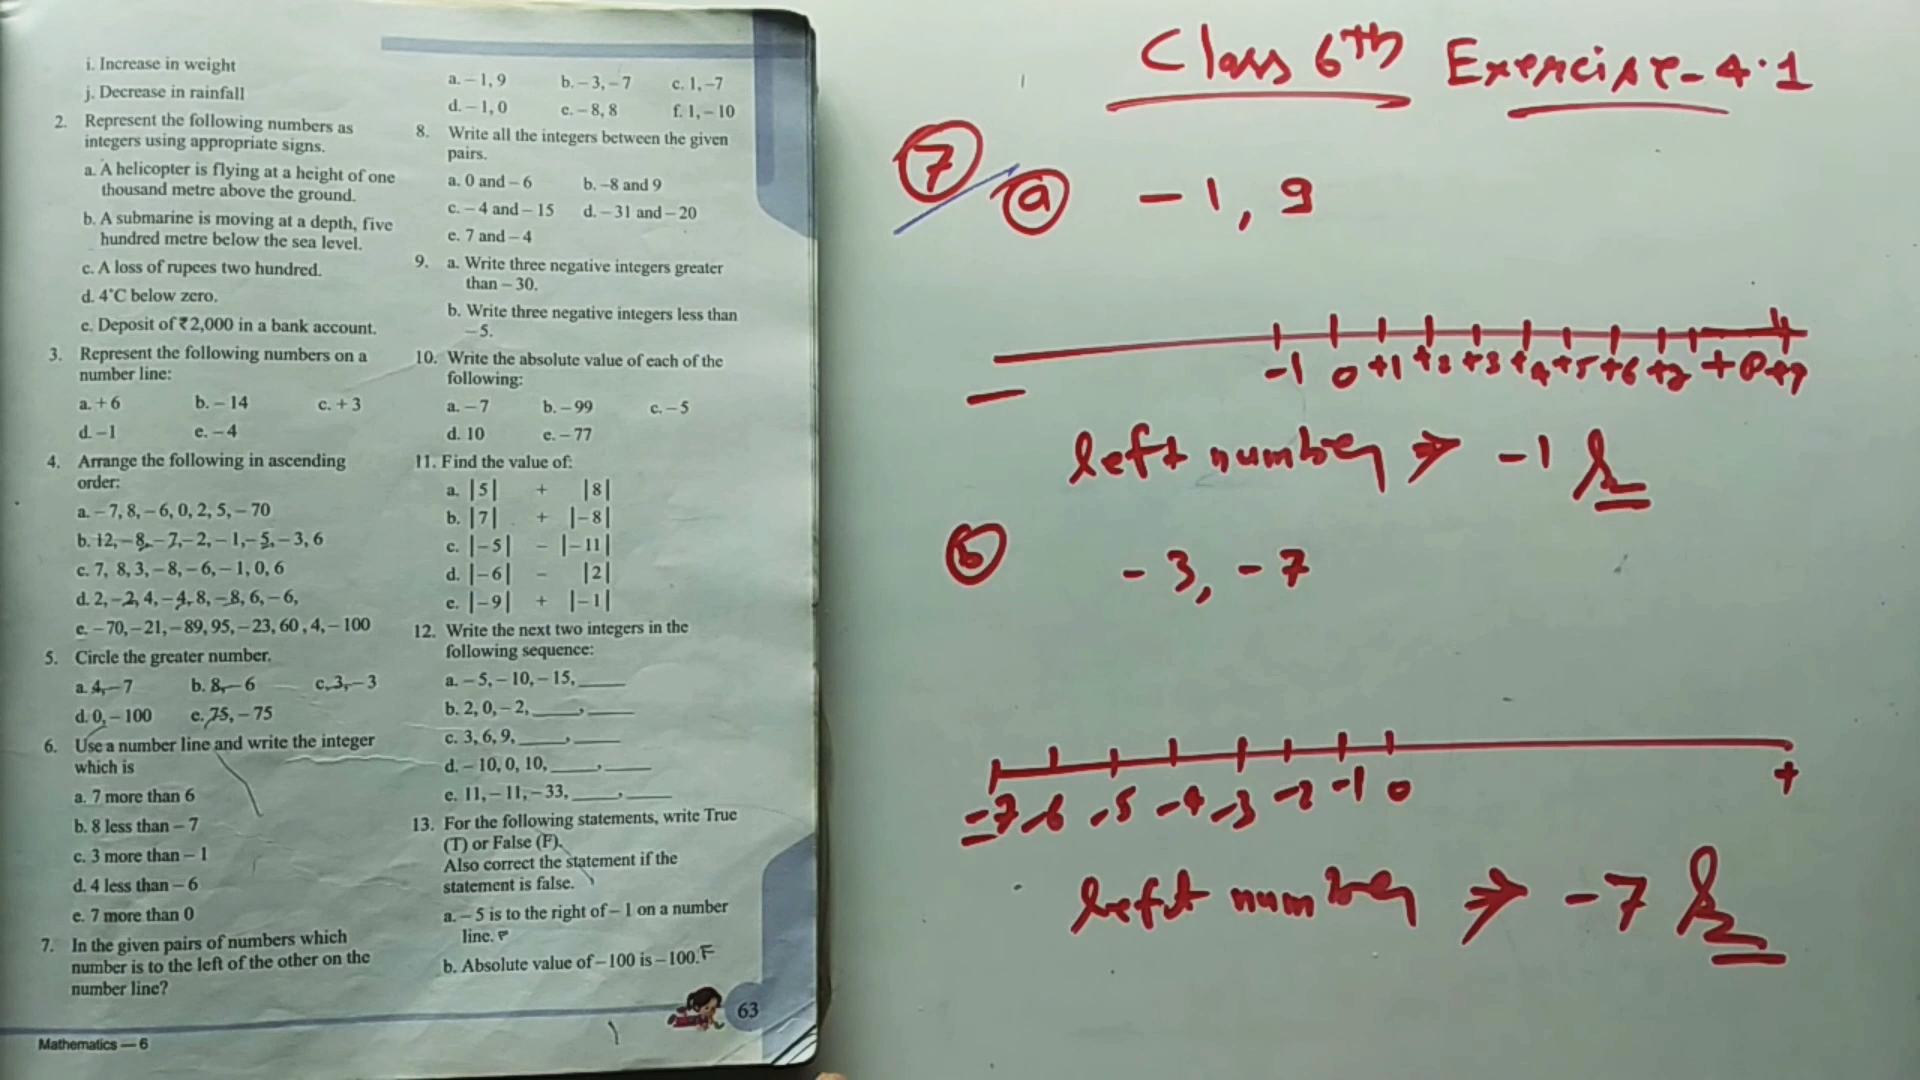 i. Increase in weight
j. Decrease in rainfall
2. Represent the following numbers as
integers using appropriate signs.
a. A helicopter is flying at a height of one
thousand metre above the ground.
b. A submarine is moving at a depth, five
hundred metre below the sea level.
c. A loss of rupees two hundred.
d. 4°C below zero.
e. Deposit of ₹2,000 in a bank account.
3. Represent the following numbers on a
number line:
a. + 6 b. – 14 c. + 3
d. –1 e. – 4
4. Arrange the following in ascending
order:
a. – 7, 8, – 6, 0, 2, 5, – 70
b. 12, – 8, – 7, – 2, – 1, – 5, – 3, 6
c. 7, 8, 3, – 8, – 6, – 1, 0, 6
d. 2, – 2, 4, – 4, 8, – 8, 6, – 6,
e. – 70, – 21, – 89, 95, – 23, 60 , 4, – 100
5. Circle the greater number.
a. 4, – 7 b. 8, – 6 c. 3, – 3
d. 0, – 100 e. 75, – 75
6. Use a number line and write the integer
which is
a. 7 more than 6
b. 8 less than – 7
c. 3 more than – 1
d. 4 less than – 6
e. 7 more than 0
7. In the given pairs of numbers which
number is to the left of the other on the
number line?
Mathematics — 6
a. – 1, 9 b. – 3, – 7 c. 1, –7
d. – 1, 0 e. – 8, 8 f. 1, – 10
8. Write all the integers between the given
pairs.
a. 0 and – 6 b. –8 and 9
c. – 4 and – 15 d. – 31 and – 20
e. 7 and – 4
9. a. Write three negative integers greater
than – 30.
b. Write three negative integers less than
– 5.
10. Write the absolute value of each of the
following:
a. – 7 b. – 99 c. – 5
d. 10 e. – 77
11. Find the value of:
a. |5| + |8|
b. |7| + |– 8|
c. |– 5| – |– 11|
d. |– 6| – |2|
e. |– 9| + |– 1|
12. Write the next two integers in the
following sequence:
a. – 5, – 10, – 15, ____
b. 2, 0, – 2, ____, ____
c. 3, 6, 9, ____, ____
d. – 10, 0, 10, ____, ____
e. 11, – 11, – 33, ____, ____
13. For the following statements, write True
(T) or False (F).
Also correct the statement if the
statement is false.
a. – 5 is to the right of – 1 on a number
line. F
b. Absolute value of – 100 is – 100. F
63
Class 6th Exercise - 4.1
7 a -1, 9
-1 0 +1 +2 +3 +4 +5 +6 +7 +8 +9
left number ⇒ -1
b -3, -7
-7 -6 -5 -4 -3 -2 -1 0 +
left number ⇒ -7